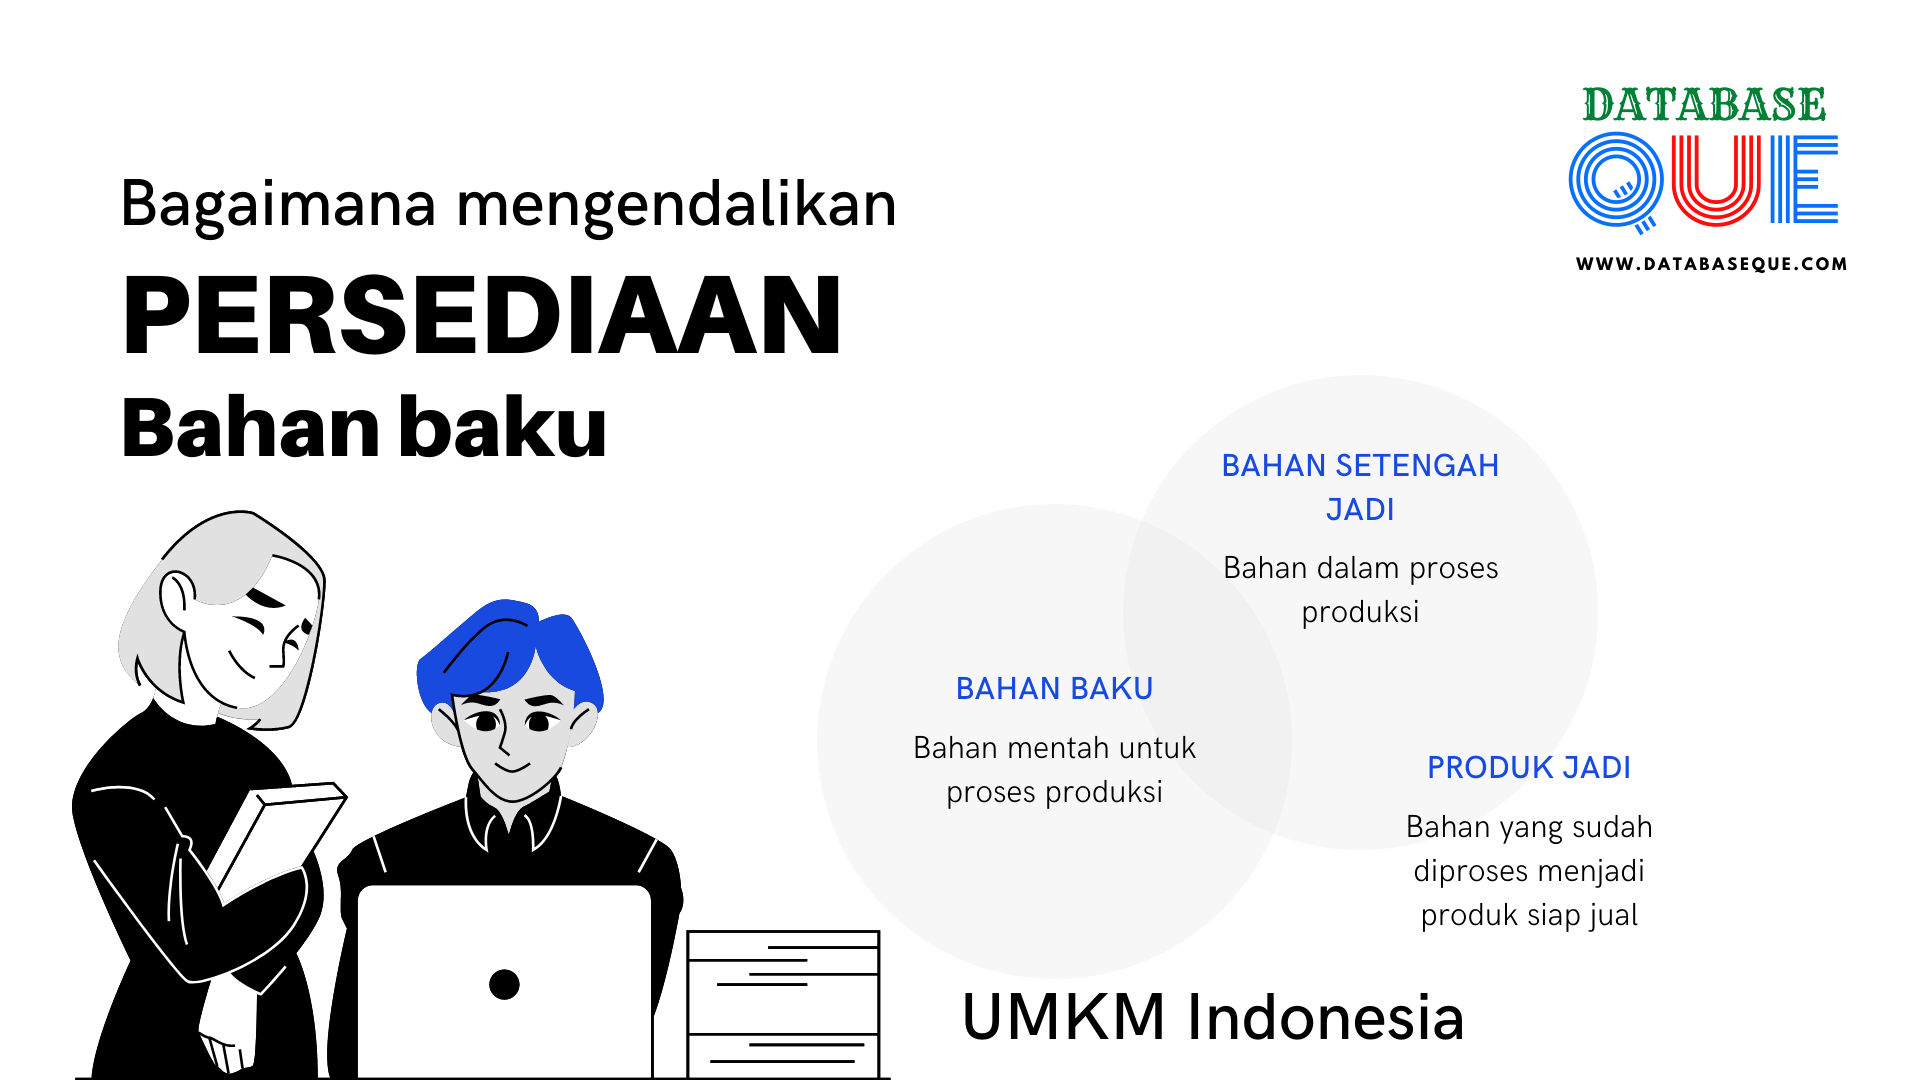 DATABASE
QUE
WWW.DATABASEQUE.COM
Bagaimana mengendalikan
PERSEDIAAN
Bahan baku
BAHAN SETENGAH
JADI
Bahan dalam proses
produksi
BAHAN BAKU
Bahan mentah untuk
proses produksi
PRODUK JADI
Bahan yang sudah
diproses menjadi
produk siap jual
UMKM Indonesia